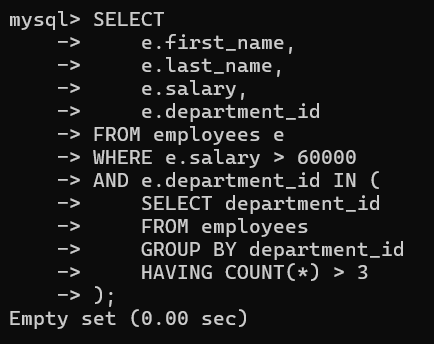 mysql> SELECT
    ->     e.first_name,
    ->     e.last_name,
    ->     e.salary,
    ->     e.department_id
    -> FROM employees e
    -> WHERE e.salary > 60000
    -> AND e.department_id IN (
    ->     SELECT department_id
    ->     FROM employees
    ->     GROUP BY department_id
    ->     HAVING COUNT(*) > 3
    -> );
Empty set (0.00 sec)